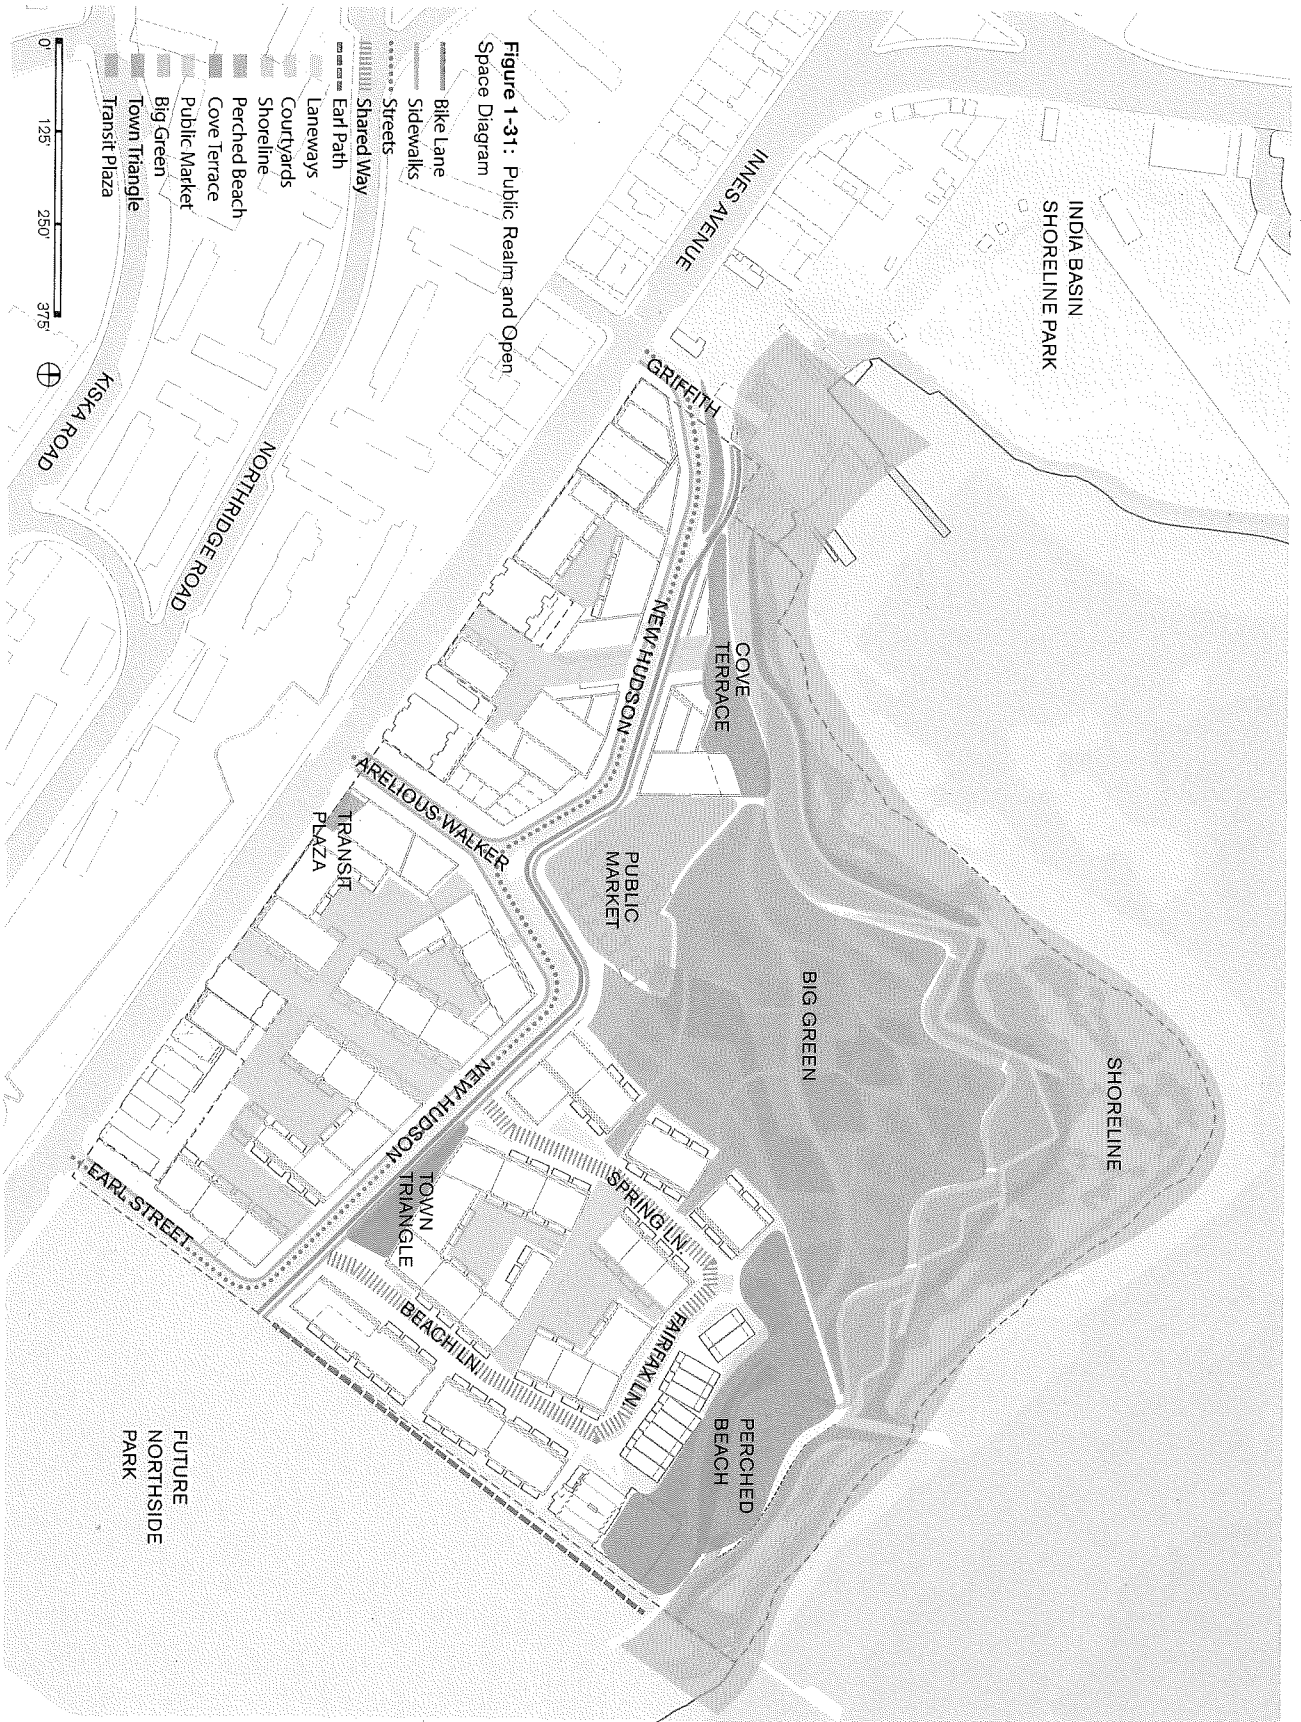 Figure 1-31: Public Realm and Open
Space Diagram
Bike Lane
Sidewalks
Streets
Shared Way
Earl Path
Laneways
Courtyards
Shoreline
Perched Beach
Cove Terrace
Public Market
Big Green
Town Triangle
Transit Plaza
0'
125'
250'
375'
INDIA BASIN
SHORELINE PARK
INNES AVENUE
GRIFFITH
KISKA ROAD
NORTHRIDGE ROAD
NEW HUDSON
COVE
TERRACE
ARELIOUS WALKER
TRANSIT
PLAZA
PUBLIC
MARKET
BIG GREEN
SHORELINE
NEW HUDSON
TOWN
TRIANGLE
SPRING LN
EARL STREET
BEACH LN
FAIRFAX LN
PERCHED
BEACH
FUTURE
NORTHSIDE
PARK